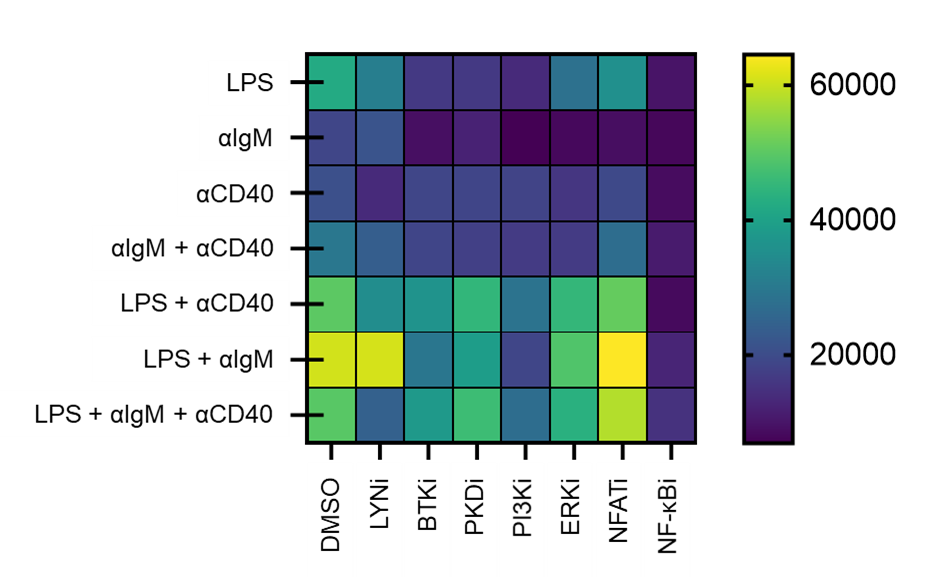 LPS
αIgM
αCD40
αIgM + αCD40
LPS + αCD40
LPS + αIgM
LPS + αIgM + αCD40
60000
40000
20000
DMSO
LYNi
BTKi
PKDi
PI3Ki
ERKi
NFATi
NF-κBi